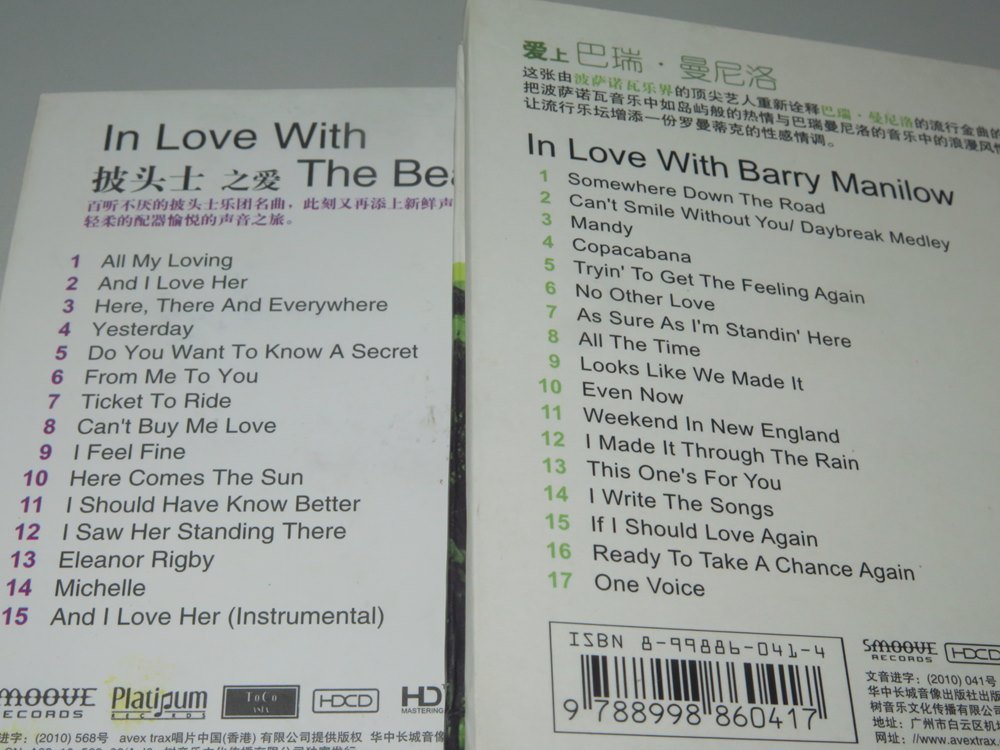 In Love With
披头士 之爱 The Bea
百听不厌的披头士乐团名曲，此刻又再添上新鲜声
轻柔的配器愉悦的声音之旅。
1 All My Loving
2 And I Love Her
3 Here, There And Everywhere
4 Yesterday
5 Do You Want To Know A Secret
6 From Me To You
7 Ticket To Ride
8 Can't Buy Me Love
9 I Feel Fine
10 Here Comes The Sun
11 I Should Have Know Better
12 I Saw Her Standing There
13 Eleanor Rigby
14 Michelle
15 And I Love Her (Instrumental)
SMOOVE RECORDS Platipum RECORDS ToCo ASIA HDCD HD MASTERING
进字: (2010) 568号 avex trax唱片中国(香港) 有限公司提供版权 华中长城音像
爱上 巴瑞·曼尼洛
这张由波萨诺瓦乐界的顶尖艺人重新诠释巴瑞·曼尼洛的流行金曲的
把波萨诺瓦音乐中如岛屿般的热情与巴瑞曼尼洛的音乐中的浪漫风情
让流行乐坛增添一份罗曼蒂克的性感情调。
In Love With Barry Manilow
1 Somewhere Down The Road
2 Can't Smile Without You/ Daybreak Medley
3 Mandy
4 Copacabana
5 Tryin' To Get The Feeling Again
6 No Other Love
7 As Sure As I'm Standin' Here
8 All The Time
9 Looks Like We Made It
10 Even Now
11 Weekend In New England
12 I Made It Through The Rain
13 This One's For You
14 I Write The Songs
15 If I Should Love Again
16 Ready To Take A Chance Again
17 One Voice
ISBN 8-99886-041-4
9 788998 860417
SMOOVE RECORDS HDCD
文音进字: (2010) 041号
华中长城音像出版社出版
树音乐文化传播有限公司
地址: 广州市白云区机场
网址: //www.avextrax.